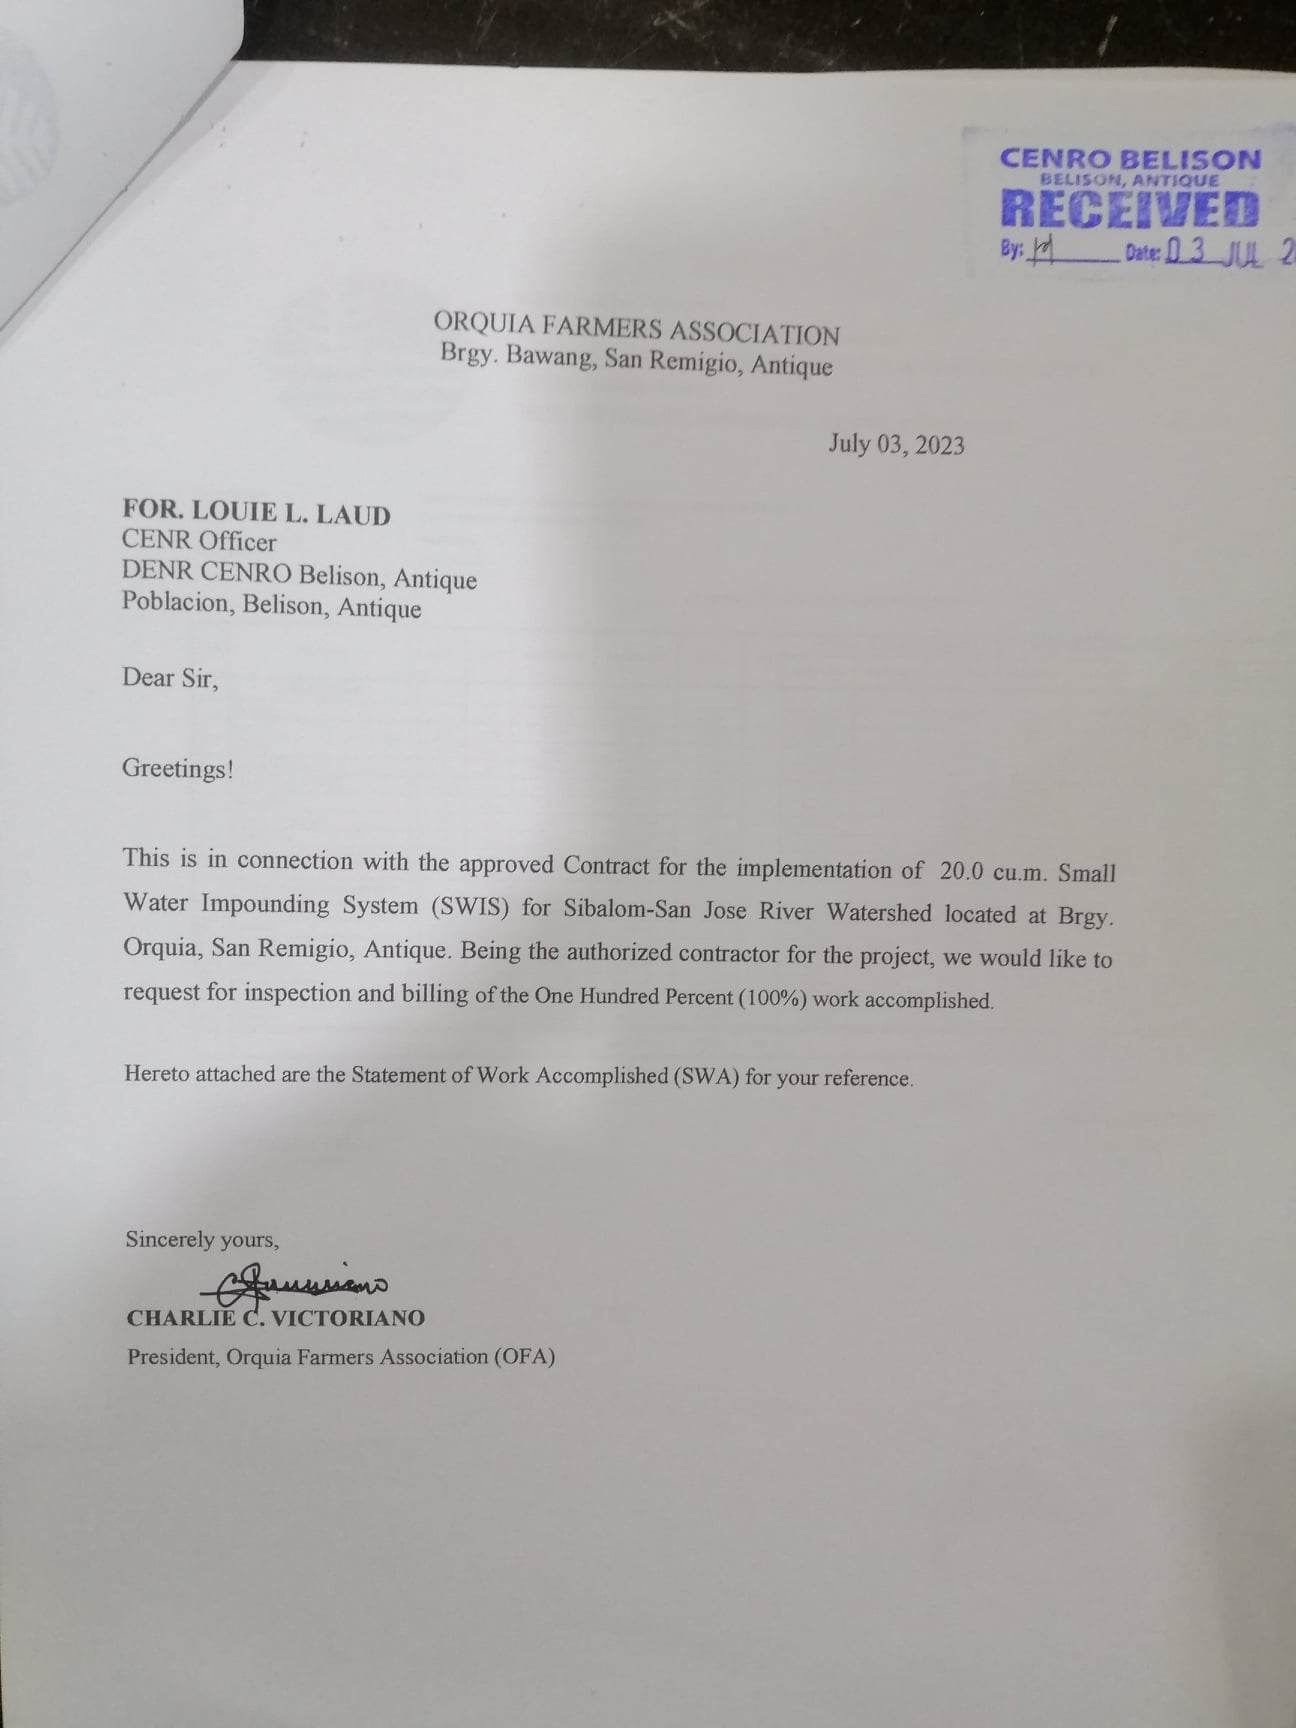 CENRO BELISON
BELISON, ANTIQUE
RECEIVED
By: Date: 03 JUL 2
ORQUIA FARMERS ASSOCIATION
Brgy. Bawang, San Remigio, Antique
July 03, 2023
FOR. LOUIE L. LAUD
CENR Officer
DENR CENRO Belison, Antique
Poblacion, Belison, Antique
Dear Sir,
Greetings!
This is in connection with the approved Contract for the implementation of 20.0 cu.m. Small
Water Impounding System (SWIS) for Sibalom-San Jose River Watershed located at Brgy.
Orquia, San Remigio, Antique. Being the authorized contractor for the project, we would like to
request for inspection and billing of the One Hundred Percent (100%) work accomplished.
Hereto attached are the Statement of Work Accomplished (SWA) for your reference.
Sincerely yours,
CHARLIE C. VICTORIANO
President, Orquia Farmers Association (OFA)